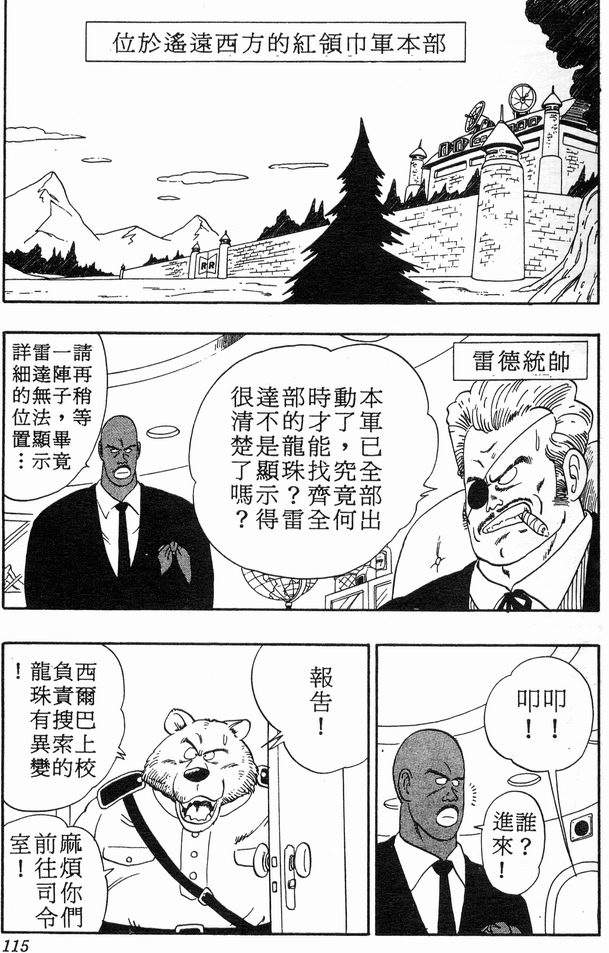 位於遙遠西方的紅領巾軍本部
RR
雷德統帥
本軍已全部出
動了，究竟何
時才能找齊全
部的龍珠？雷
達不是顯示得
很清楚了嗎？
請再稍等
一陣子，畢竟
雷達無法顯示
詳細的位置…
叩！
叩！
誰？
進來！
報告！
西爾巴上校
負責搜索的
龍珠有異變
！
麻煩你們
前往司令
室！
115